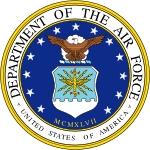 DEPARTMENT OF THE AIR FORCE
MCMXLVII
UNITED STATES OF AMERICA